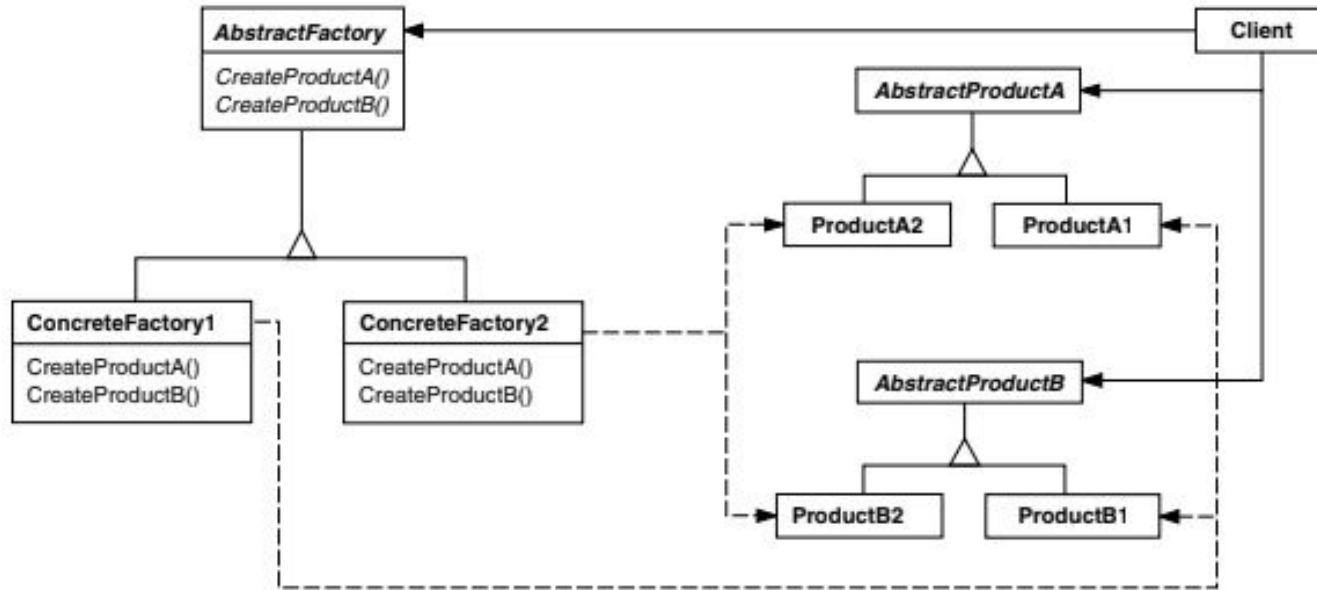 AbstractFactory
CreateProductA()
CreateProductB()
Client
AbstractProductA
ProductA2
ProductA1
ConcreteFactory1
CreateProductA()
CreateProductB()
ConcreteFactory2
CreateProductA()
CreateProductB()
AbstractProductB
ProductB2
ProductB1